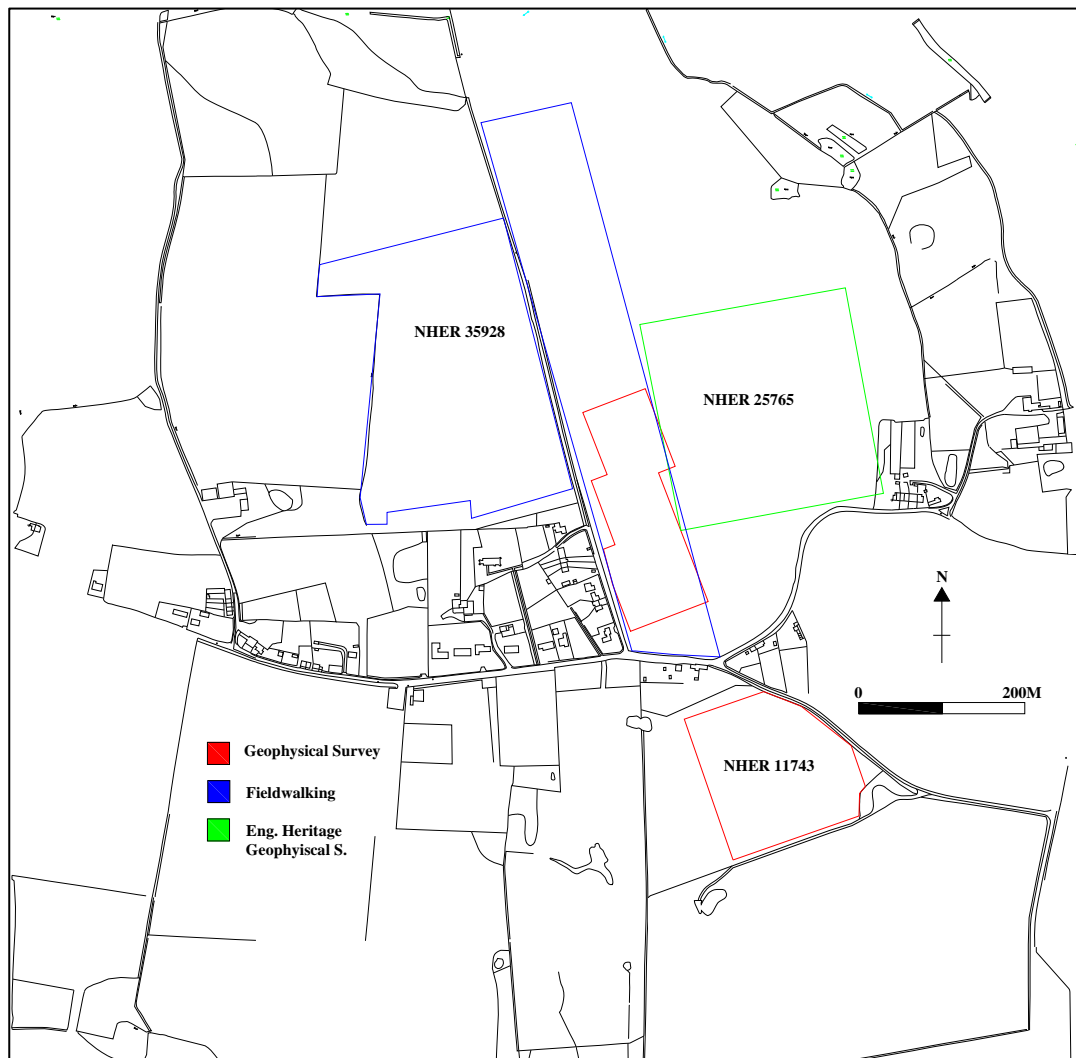 NHER 35928
NHER 25765
N
0 200M
Geophysical Survey
NHER 11743
Fieldwalking
Eng. Heritage
Geophyiscal S.